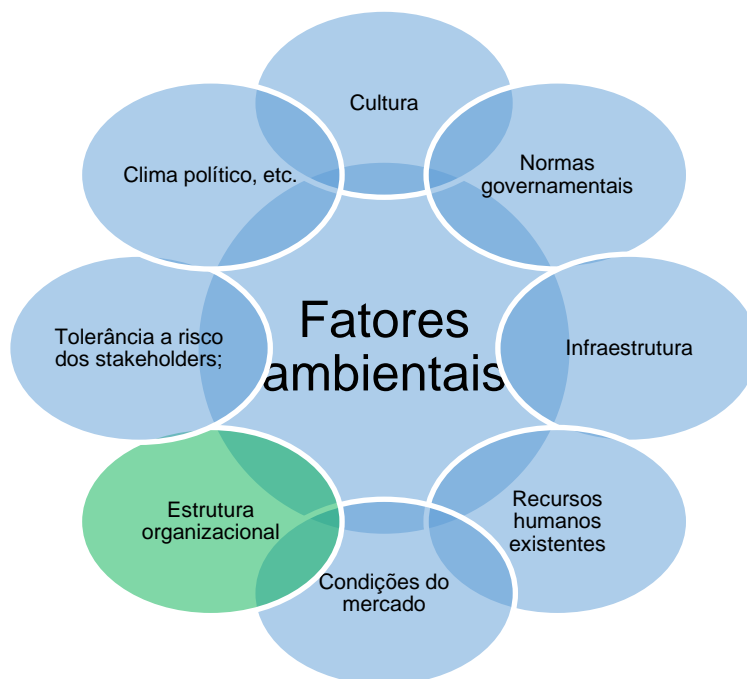 Cultura
Normas
governamentais
Infraestrutura
Recursos
humanos
existentes
Condições do
mercado
Estrutura
organizacional
Tolerância a risco
dos stakeholders;
Clima político, etc.
Fatores
ambientais